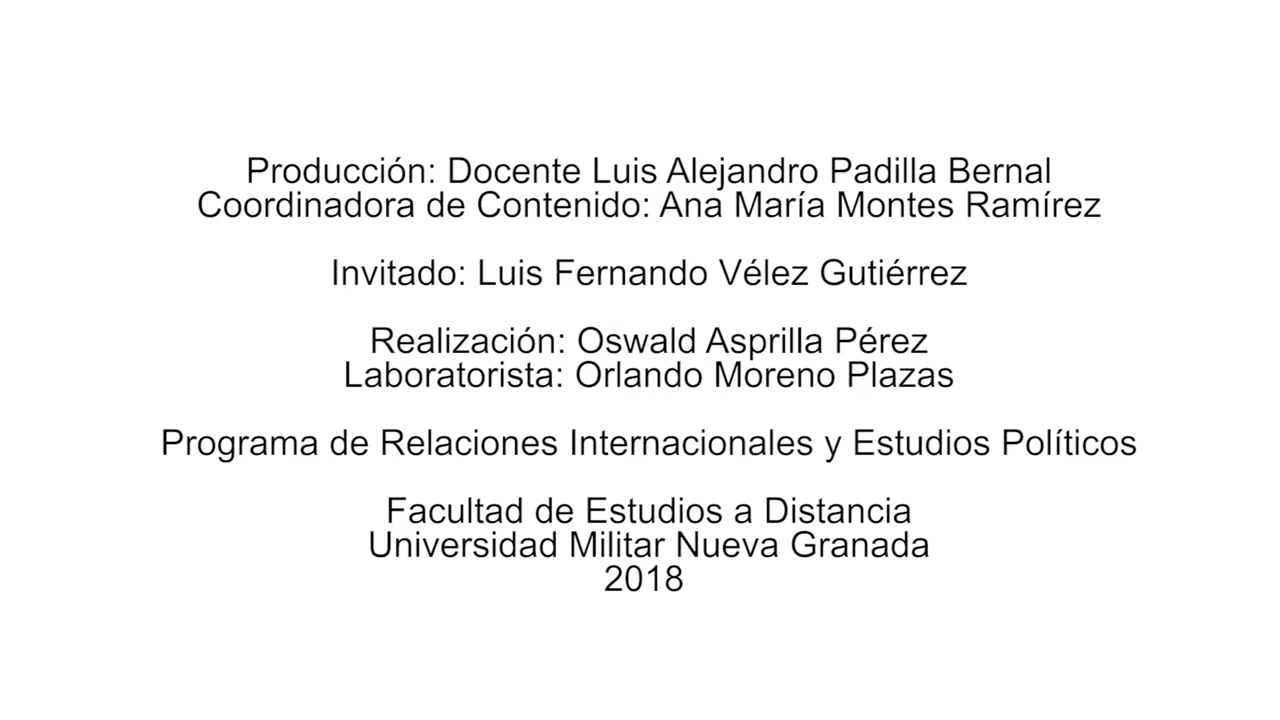 Producción: Docente Luis Alejandro Padilla Bernal
Coordinadora de Contenido: Ana María Montes Ramírez
Invitado: Luis Fernando Vélez Gutiérrez
Realización: Oswald Asprilla Pérez
Laboratorista: Orlando Moreno Plazas
Programa de Relaciones Internacionales y Estudios Políticos
Facultad de Estudios a Distancia
Universidad Militar Nueva Granada
2018